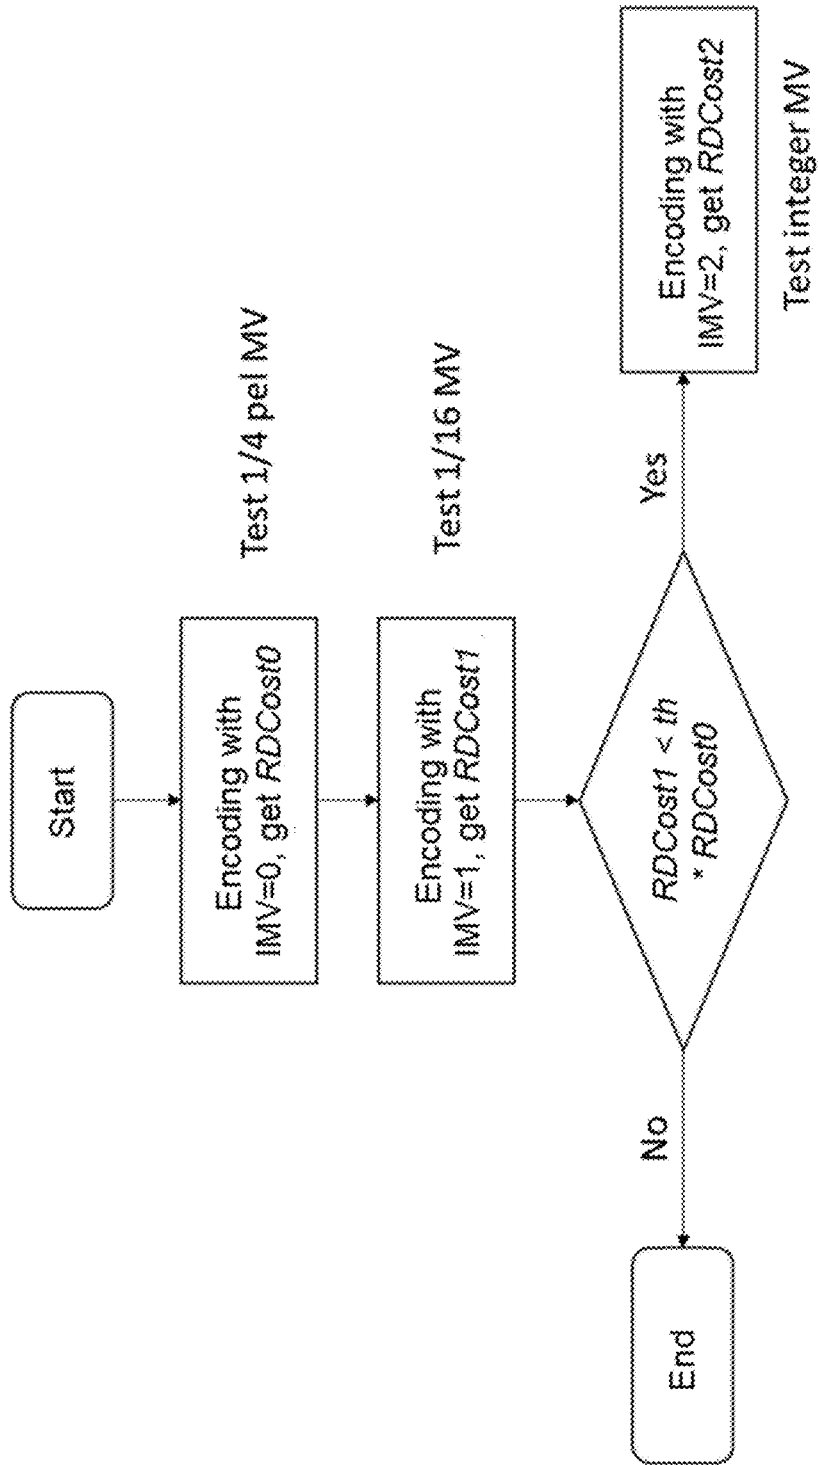 Start
Encoding with
IMV=0, get RDCost0
Test 1/4 pel MV
Encoding with
IMV=1, get RDCost1
Test 1/16 MV
RDCost1 < th
* RDCost0
No
Yes
End
Encoding with
IMV=2, get RDCost2
Test integer MV